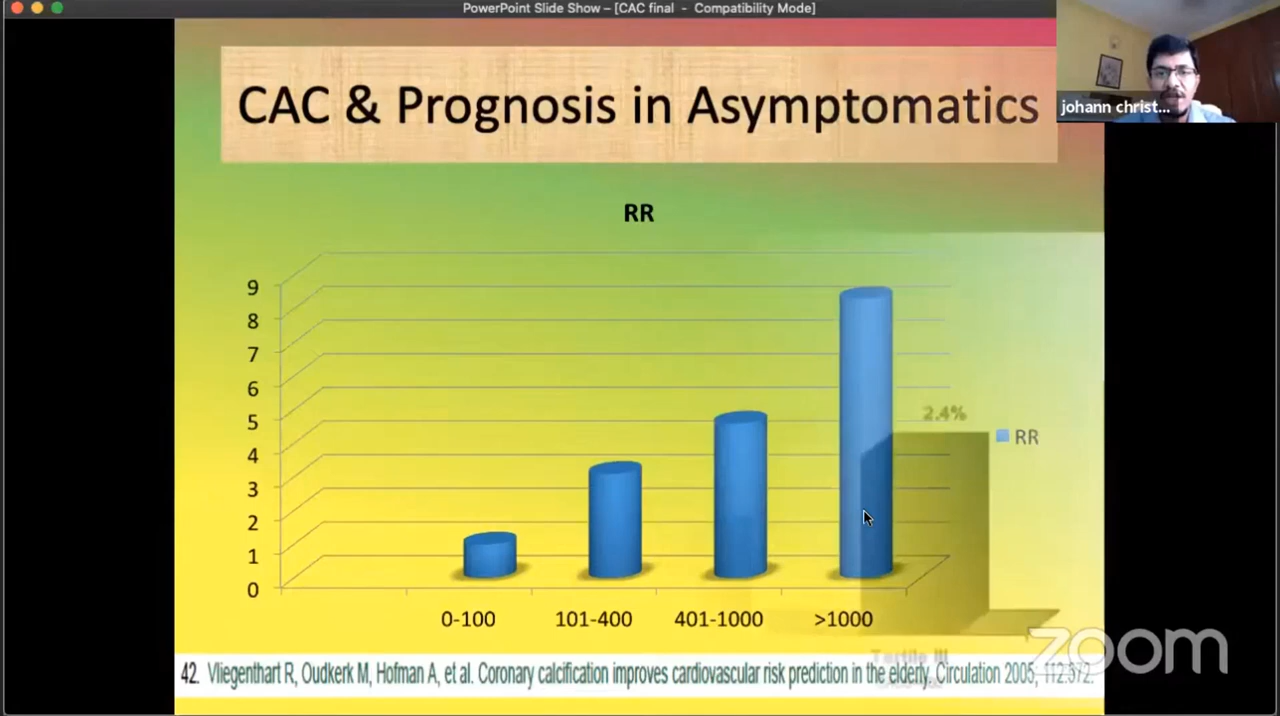 PowerPoint Slide Show – [CAC final - Compatibility Mode]
johann christ...
CAC & Prognosis in Asymptomatics
RR
9
8
7
6
5
4
3
2
1
0
2.4%
RR
0-100 101-400 401-1000 >1000
Tertile III
42. Vliegenthart R, Oudkerk M, Hofman A, et al. Coronary calcification improves cardiovascular risk prediction in the elderly. Circulation 2005; 112:572.
zoom